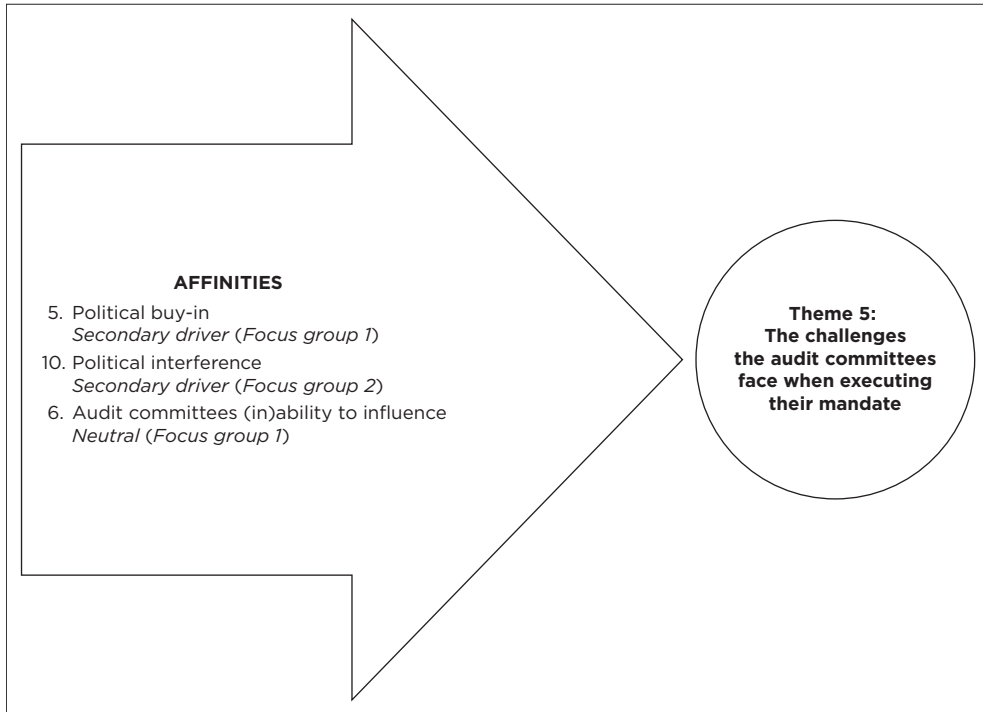 AFFINITIES
5. Political buy-in
Secondary driver (Focus group 1)
10. Political interference
Secondary driver (Focus group 2)
6. Audit committees (in)ability to influence
Neutral (Focus group 1)
Theme 5:
The challenges
the audit committees
face when executing
their mandate